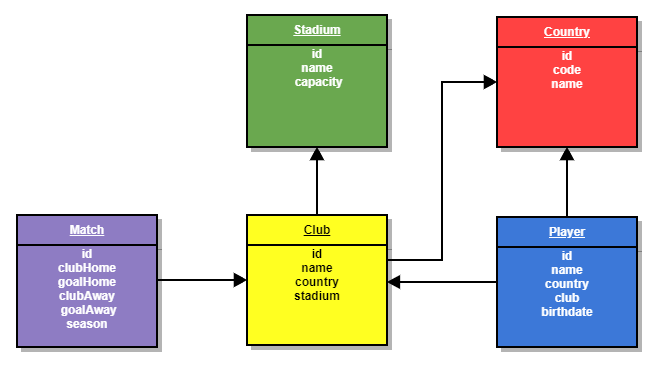 Stadium
id
name
capacity
Country
id
code
name
Match
id
clubHome
goalHome
clubAway
goalAway
season
Club
id
name
country
stadium
Player
id
name
country
club
birthdate